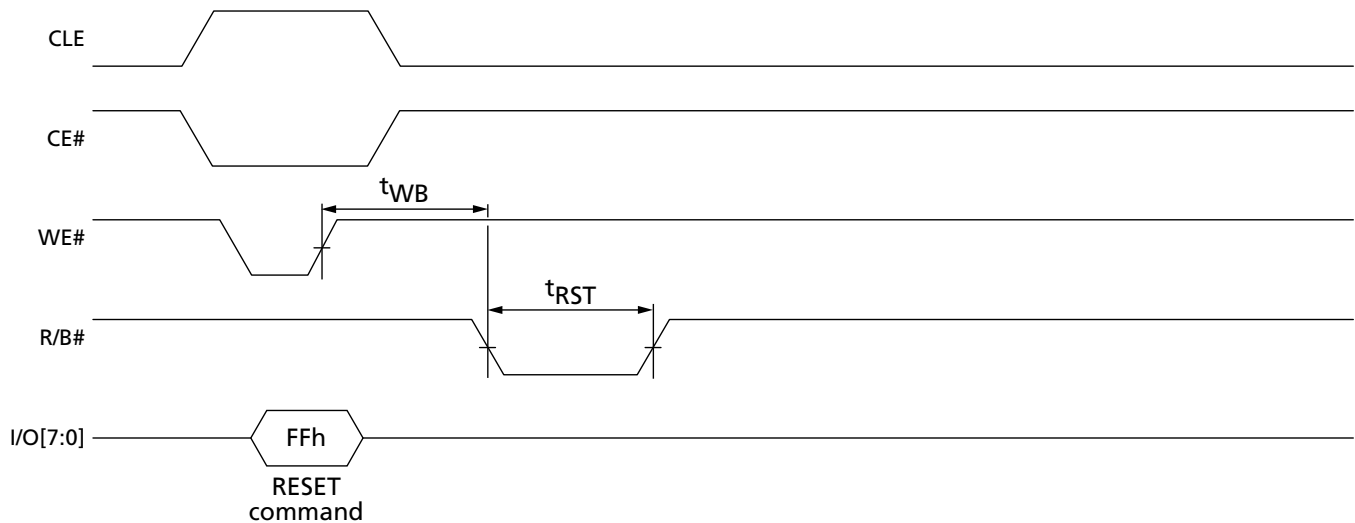 CLE
CE#
tWB
WE#
tRST
R/B#
I/O[7:0]
FFh
RESET
command